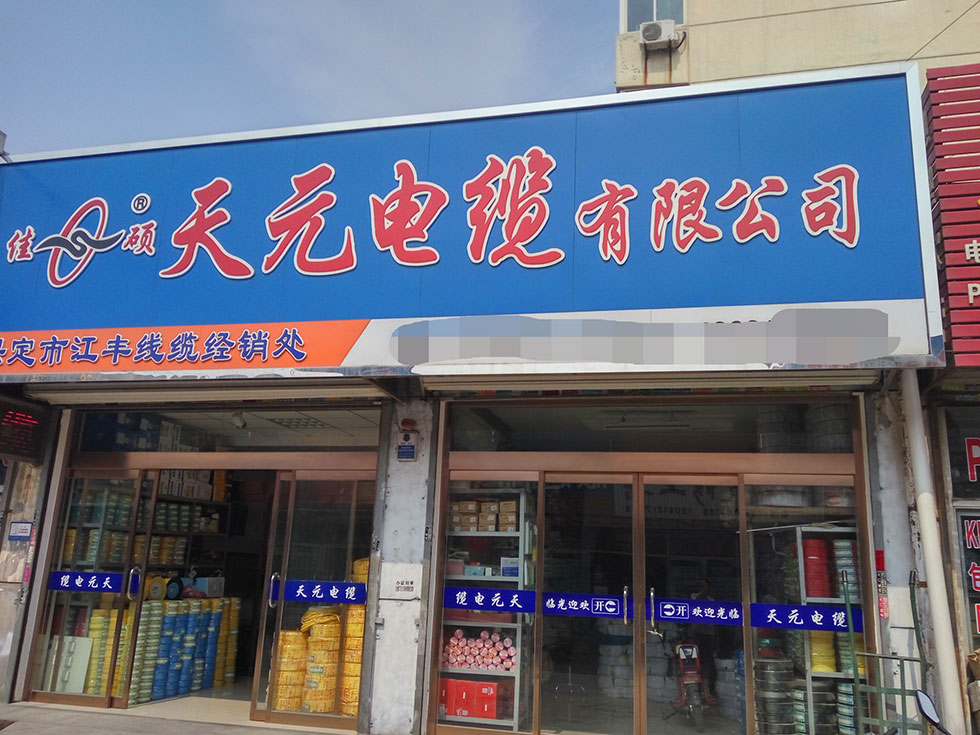 佳硕®天元电缆有限公司
定市江丰线缆经销处
缆电元天
天元电缆
缆电元天
临光迎欢 开
开 欢迎光临
天元电缆